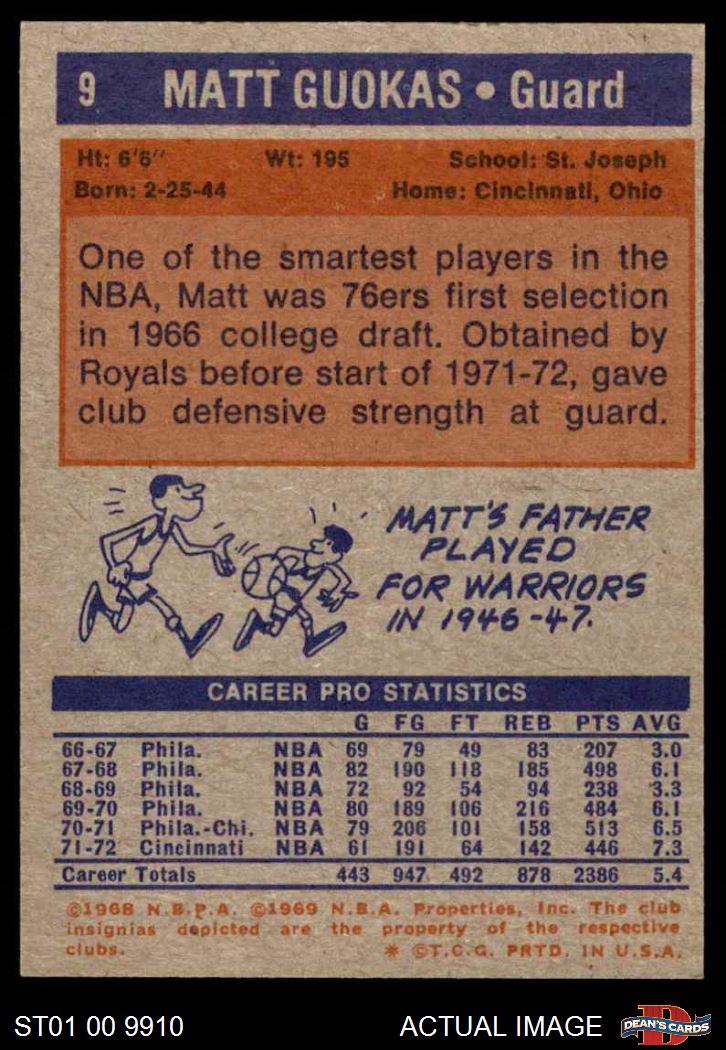 9 MATT GUOKAS • Guard
Ht: 6'6" Wt: 195 School: St. Joseph
Born: 2-25-44 Home: Cincinnati, Ohio
One of the smartest players in the
NBA, Matt was 76ers first selection
in 1966 college draft. Obtained by
Royals before start of 1971-72, gave
club defensive strength at guard.
MATT'S FATHER
PLAYED
FOR WARRIORS
IN 1946-47.
CAREER PRO STATISTICS
G FG FT REB PTS AVG
66-67 Phila. NBA 69 79 49 83 207 3.0
67-68 Phila. NBA 82 190 118 185 498 6.1
68-69 Phila. NBA 72 92 54 94 238 3.3
69-70 Phila. NBA 80 189 106 216 484 6.1
70-71 Phila.-Chi. NBA 79 206 101 158 513 6.5
71-72 Cincinnati NBA 61 191 64 142 446 7.3
Career Totals 443 947 492 878 2386 5.4
©1968 N.B.P.A. ©1969 N.B.A. Properties, Inc. The club
insignias depicted are the property of the respective
clubs. * ©T.C.G. PRTD. IN U.S.A.
ST01 00 9910 ACTUAL IMAGE D DEAN'S CARDS